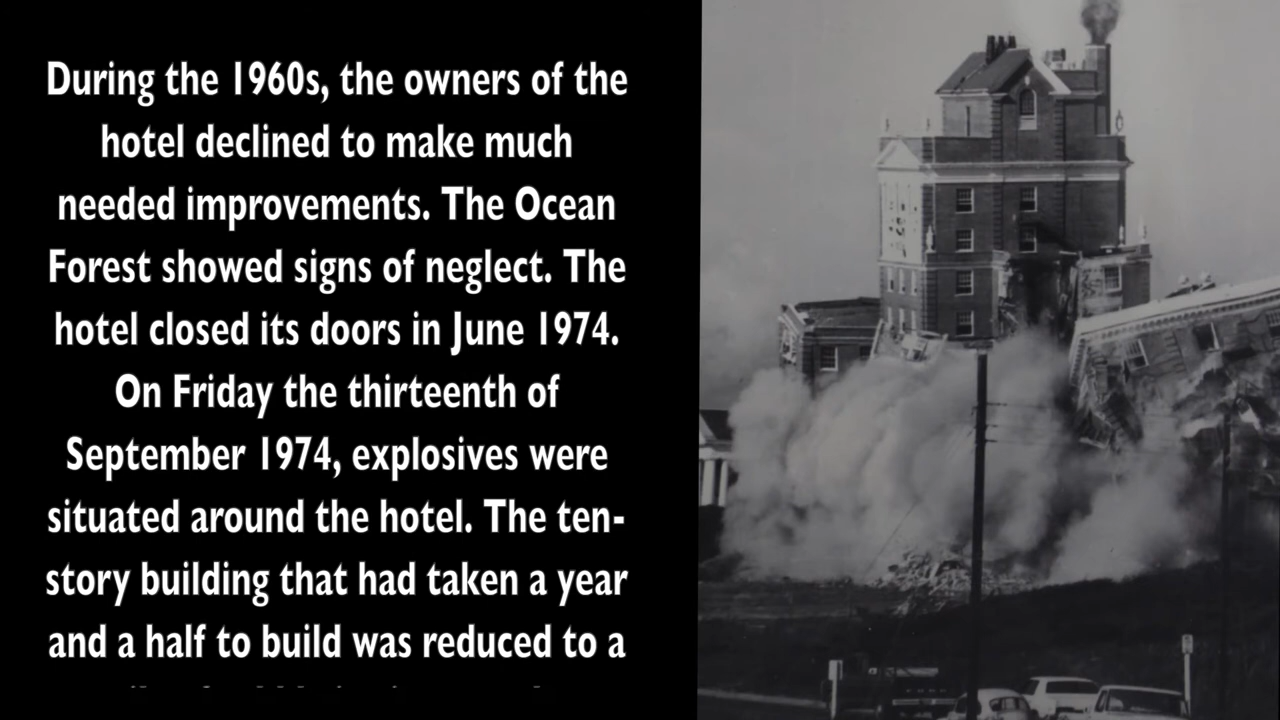 During the 1960s, the owners of the
hotel declined to make much
needed improvements. The Ocean
Forest showed signs of neglect. The
hotel closed its doors in June 1974.
On Friday the thirteenth of
September 1974, explosives were
situated around the hotel. The ten-
story building that had taken a year
and a half to build was reduced to a